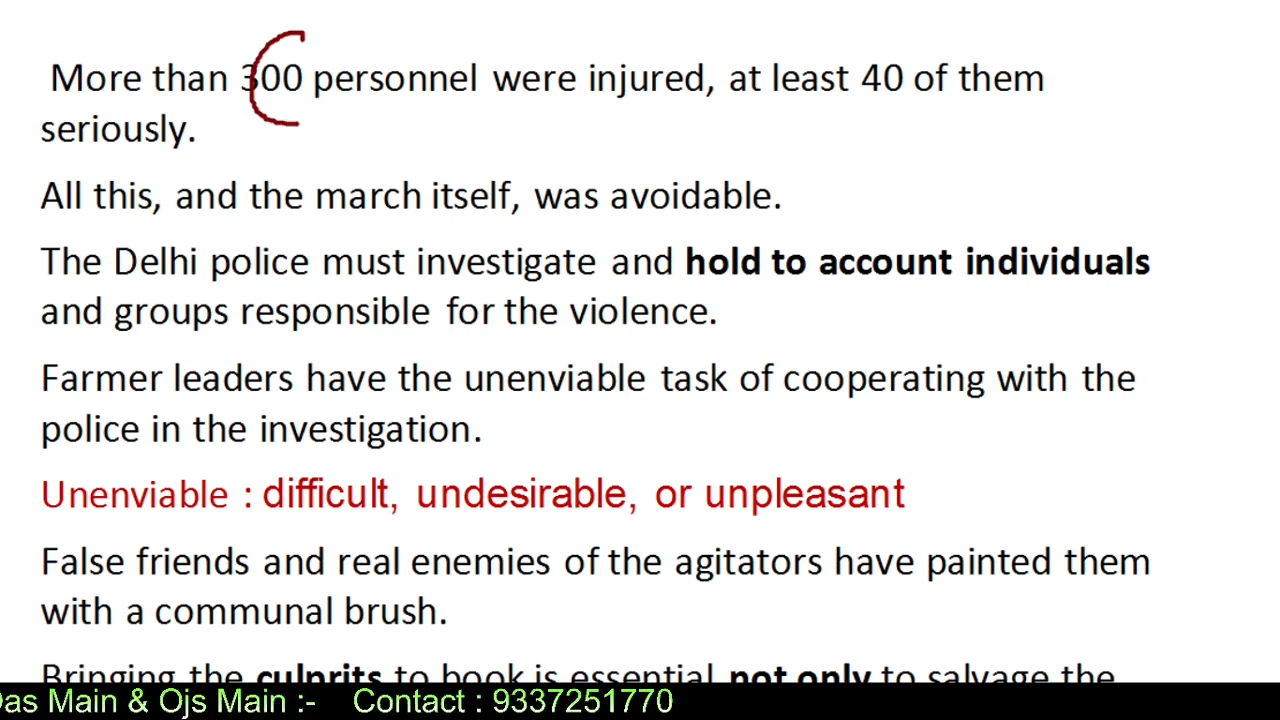 More than 300 personnel were injured, at least 40 of them
seriously.
All this, and the march itself, was avoidable.
The Delhi police must investigate and hold to account individuals
and groups responsible for the violence.
Farmer leaders have the unenviable task of cooperating with the
police in the investigation.
Unenviable : difficult, undesirable, or unpleasant
False friends and real enemies of the agitators have painted them
with a communal brush.
Bringing the culprits to book is essential not only to salvage the
Das Main & Ojs Main :- Contact : 9337251770